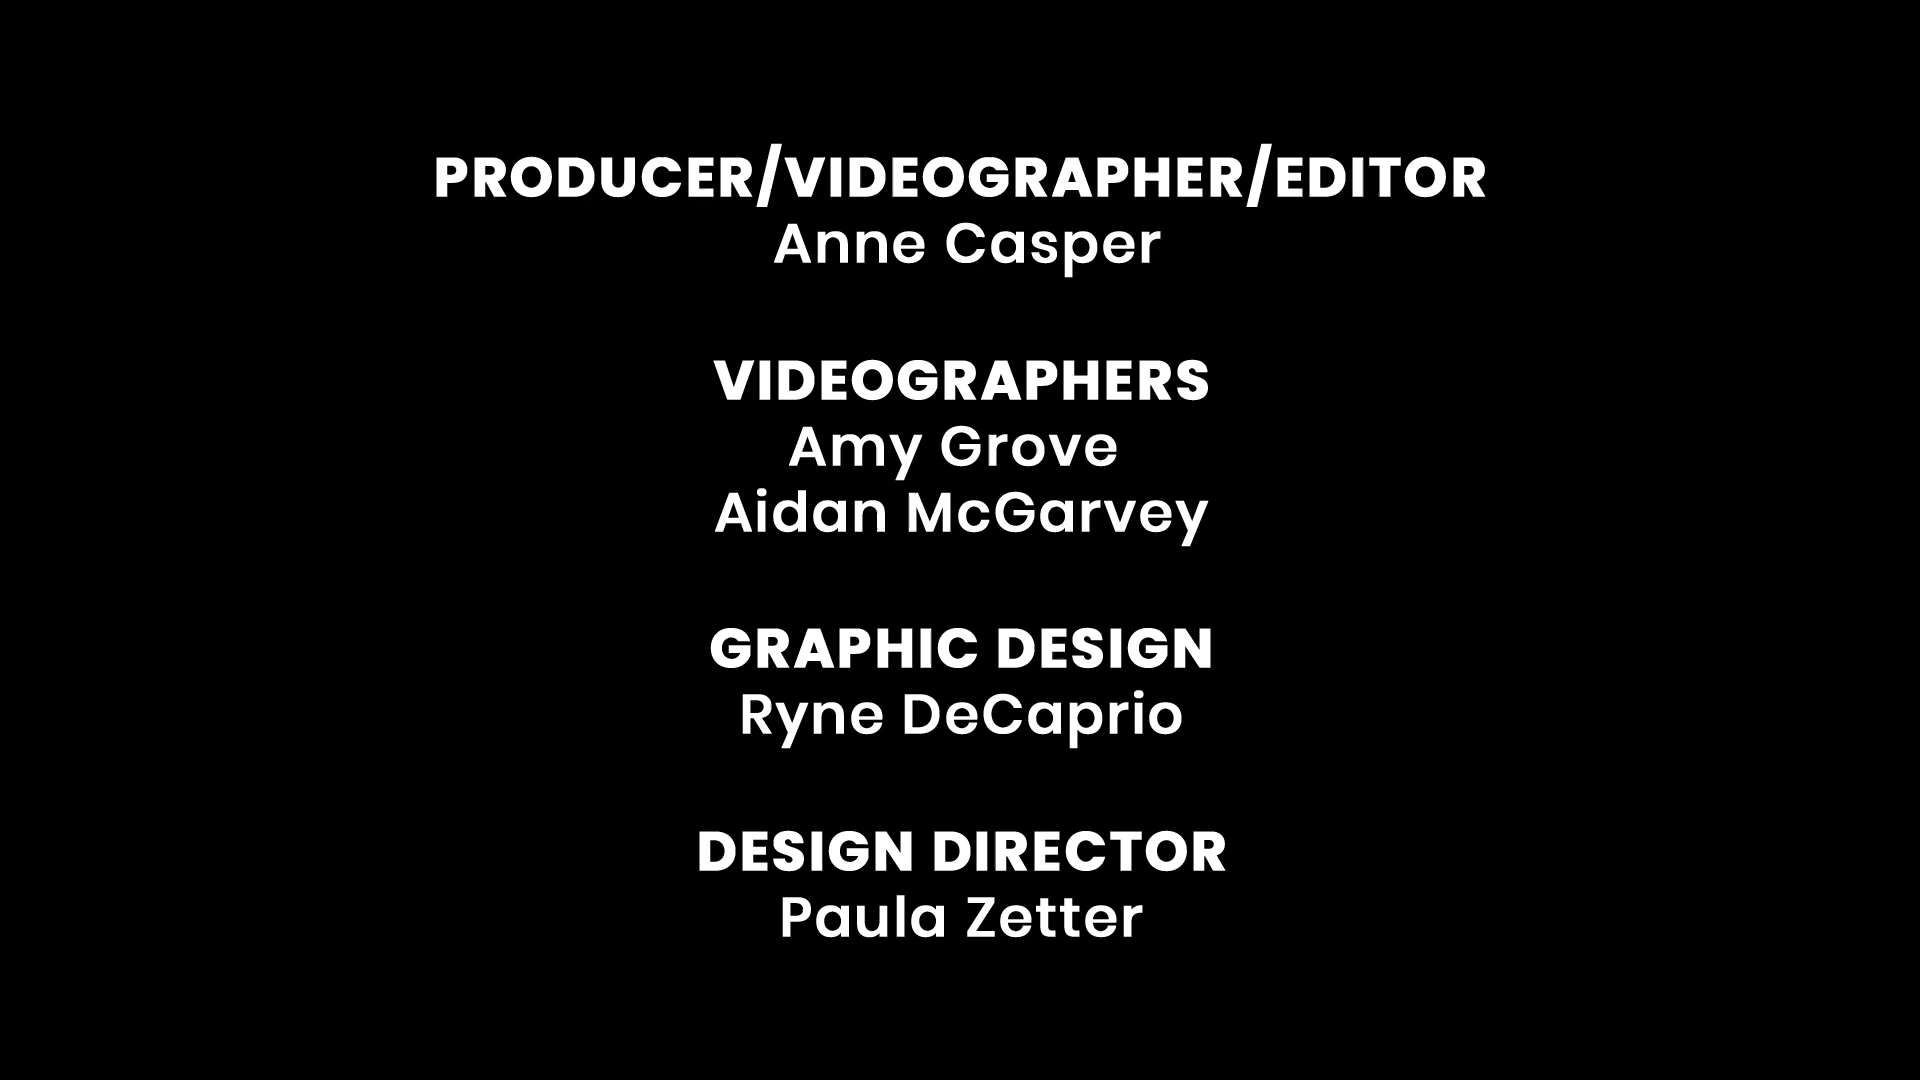 PRODUCER/VIDEOGRAPHER/EDITOR
Anne Casper
VIDEOGRAPHERS
Amy Grove
Aidan McGarvey
GRAPHIC DESIGN
Ryne DeCaprio
DESIGN DIRECTOR
Paula Zetter